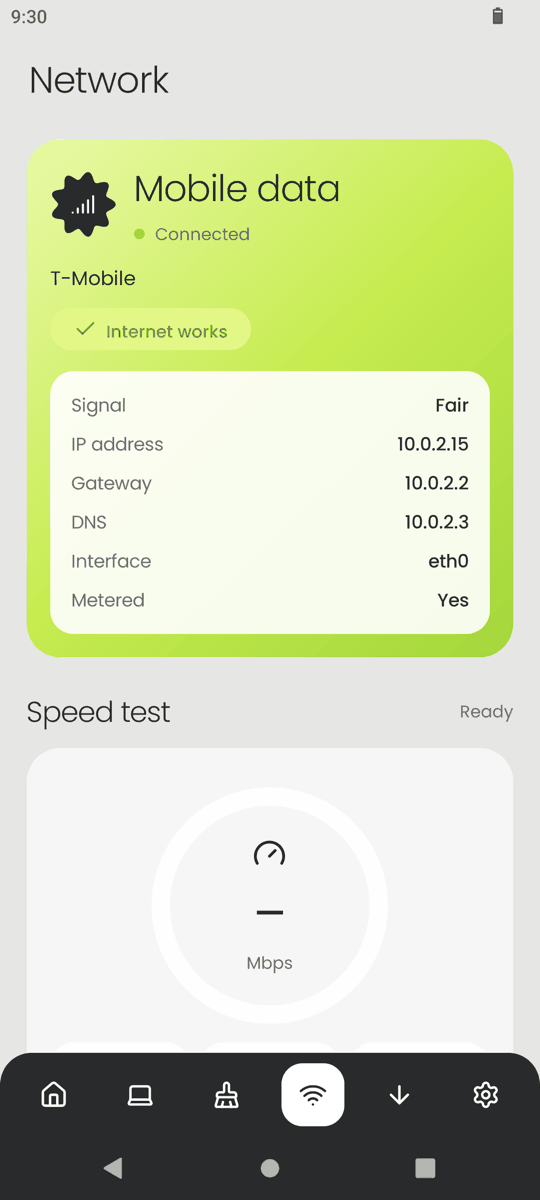 9:30
Network
Mobile data
Connected
T-Mobile
Internet works
Signal Fair
IP address 10.0.2.15
Gateway 10.0.2.2
DNS 10.0.2.3
Interface eth0
Metered Yes
Speed test Ready
–
Mbps